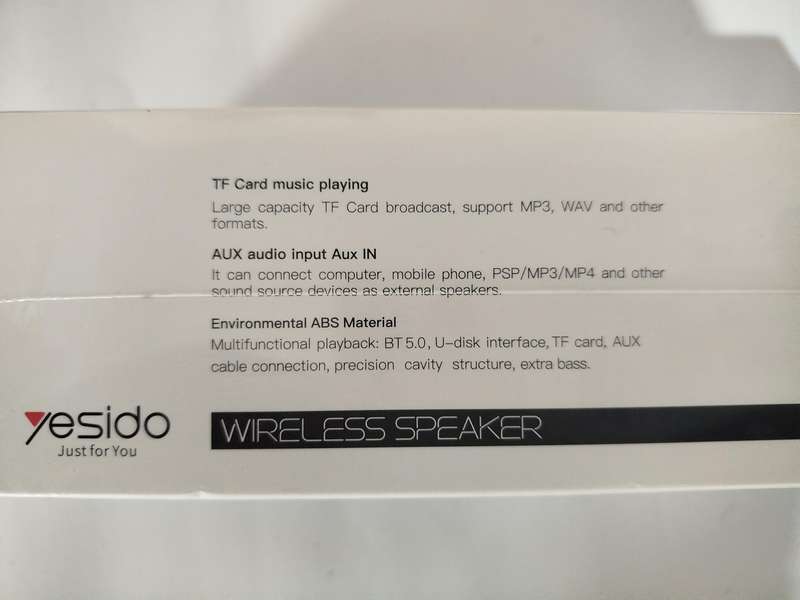 TF Card music playing
Large capacity TF Card broadcast, support MP3, WAV and other
formats.
AUX audio input Aux IN
It can connect computer, mobile phone, PSP/MP3/MP4 and other
sound source devices as external speakers.
Environmental ABS Material
Multifunctional playback: BT 5.0, U-disk interface, TF card, AUX
cable connection, precision cavity structure, extra bass.
yesido
Just for You
WIRELESS SPEAKER